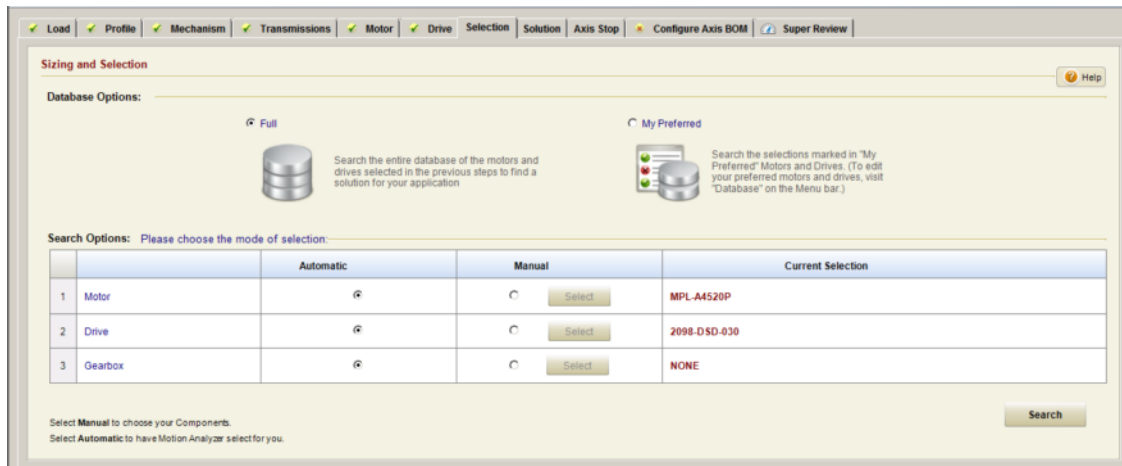 Load Profile Mechanism Transmissions Motor Drive Selection Solution Axis Stop Configure Axis BOM Super Review
Sizing and Selection
Help
Database Options:
Full
My Preferred
Search the entire database of the motors and
drives selected in the previous steps to find a
solution for your application
Search the selections marked in "My
Preferred" Motors and Drives. (To edit
your preferred motors and drives, visit
"Database" on the Menu bar.)
Search Options: Please choose the mode of selection:
Automatic Manual Current Selection
1 Motor Select MPL-A4520P
2 Drive Select 2098-DSD-030
3 Gearbox Select NONE
Search
Select Manual to choose your Components.
Select Automatic to have Motion Analyzer select for you.